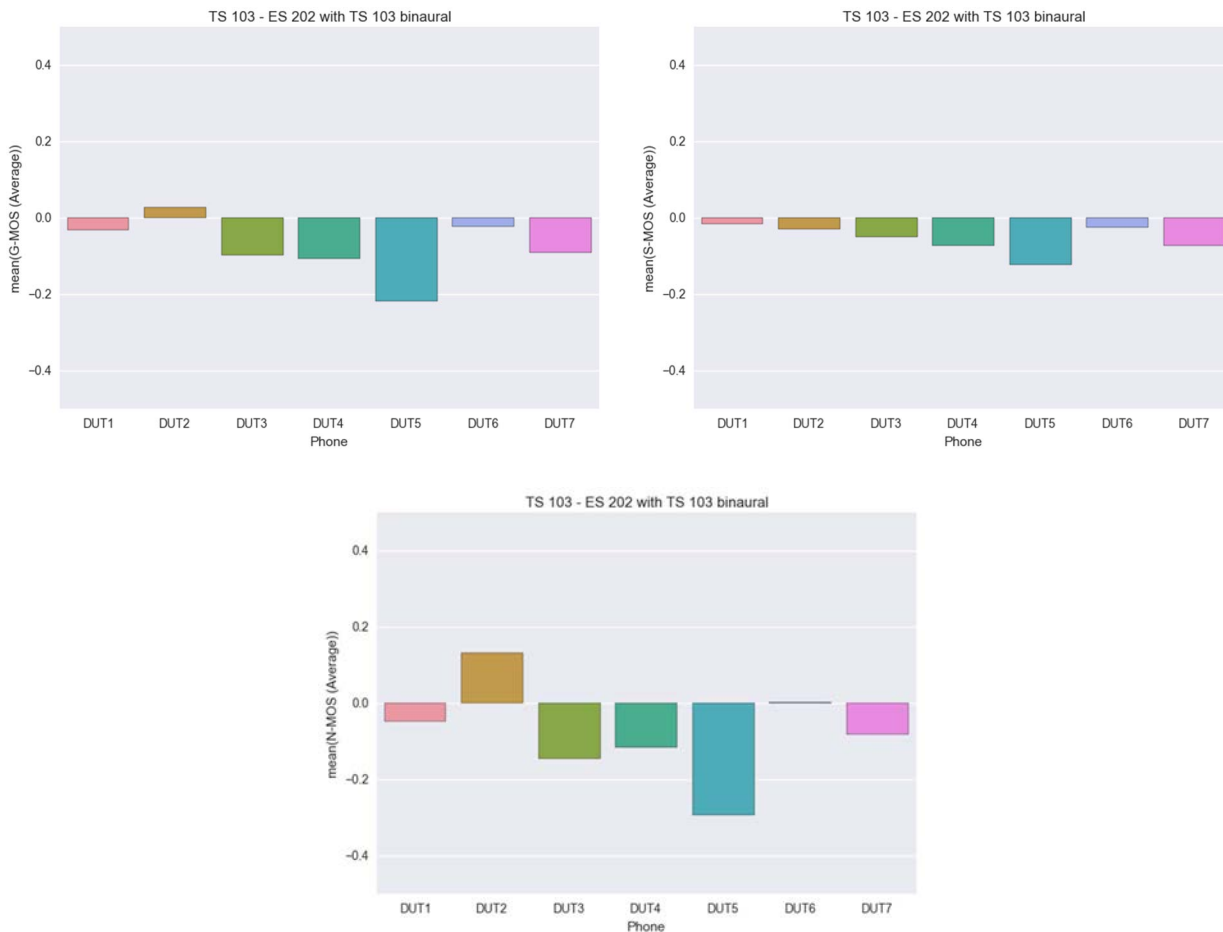 TS 103 - ES 202 with TS 103 binaural
mean(G-MOS (Average))
0.4
0.2
0.0
−0.2
−0.4
DUT1 DUT2 DUT3 DUT4 DUT5 DUT6 DUT7
Phone
TS 103 - ES 202 with TS 103 binaural
mean(S-MOS (Average))
0.4
0.2
0.0
−0.2
−0.4
DUT1 DUT2 DUT3 DUT4 DUT5 DUT6 DUT7
Phone
TS 103 - ES 202 with TS 103 binaural
mean(N-MOS (Average))
0.4
0.2
0.0
−0.2
−0.4
DUT1 DUT2 DUT3 DUT4 DUT5 DUT6 DUT7
Phone